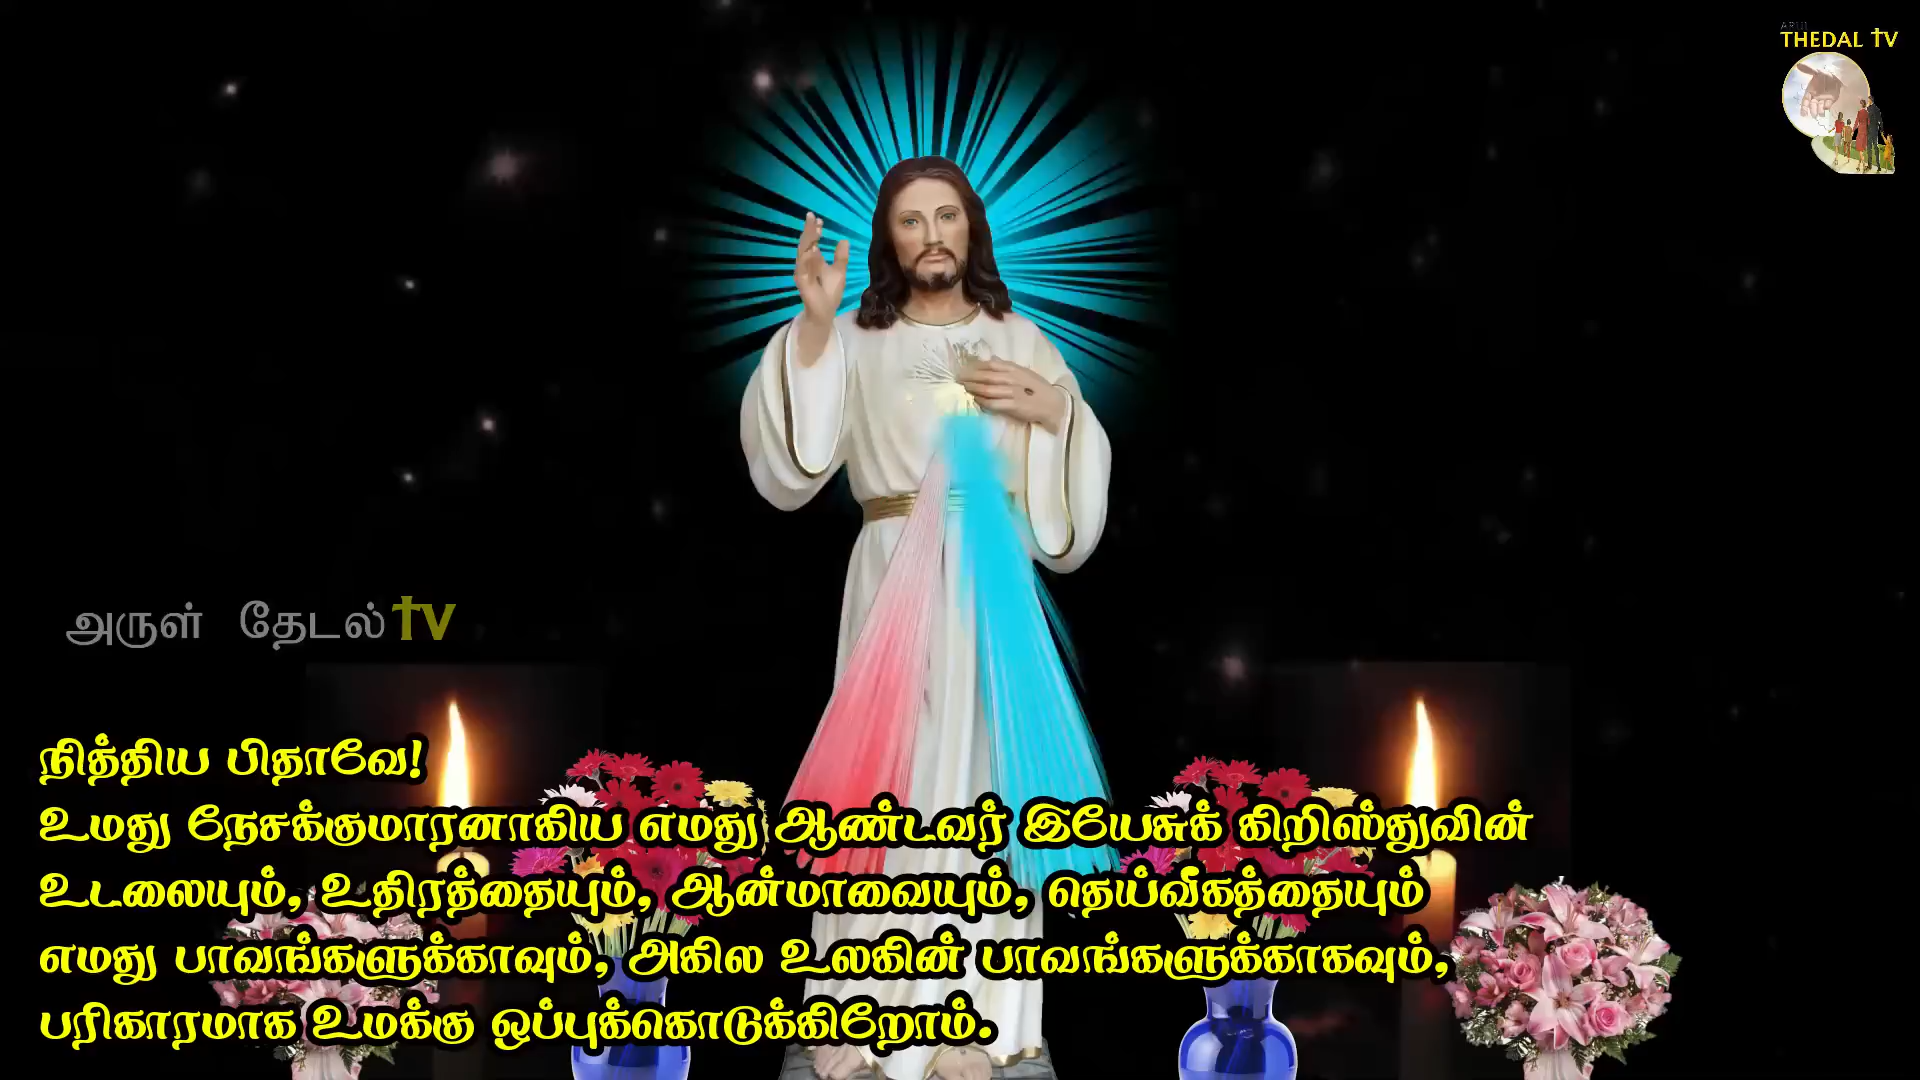 ARUL
THEDAL TV
அருள் தேடல் TV
நித்திய பிதாவே!
உமது நேசக்குமாரனாகிய எமது ஆண்டவர் இயேசுக் கிறிஸ்துவின்
உடலையும், உதிரத்தையும், ஆன்மாவையும், தெய்வீகத்தையும்
எமது பாவங்களுக்காவும், அகில உலகின் பாவங்களுக்காகவும்,
பரிகாரமாக உமக்கு ஒப்புக்கொடுக்கிறோம்.